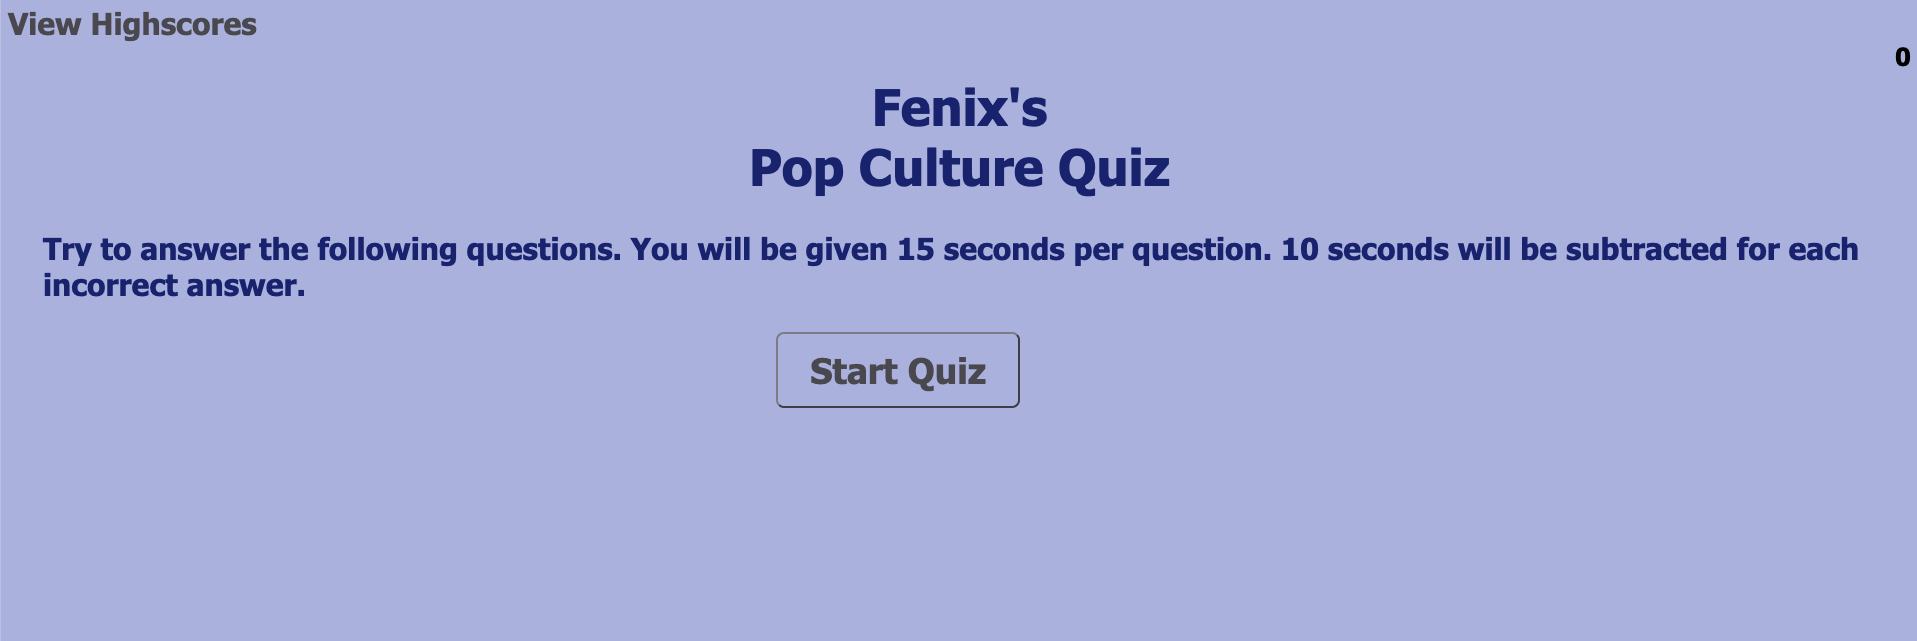 View Highscores
0
Fenix's
Pop Culture Quiz
Try to answer the following questions. You will be given 15 seconds per question. 10 seconds will be subtracted for each
incorrect answer.
Start Quiz